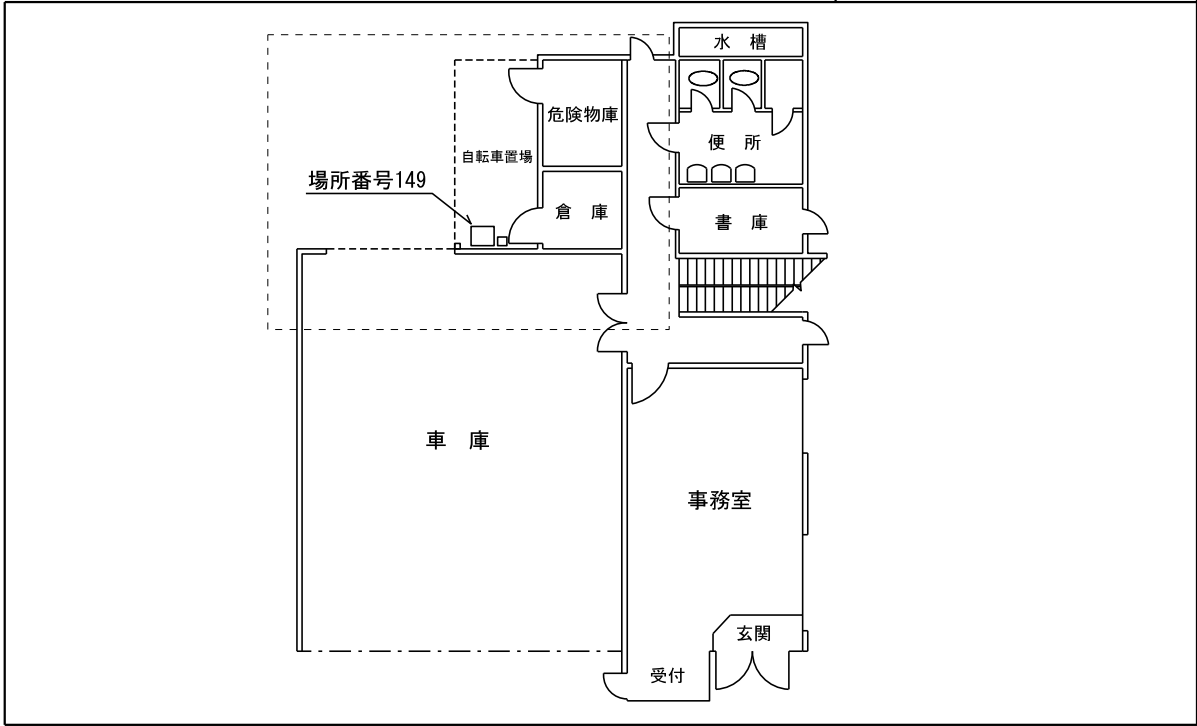 水 槽
危険物庫
便 所
自転車置場
場所番号149
倉 庫
書 庫
車 庫
事務室
玄関
受付